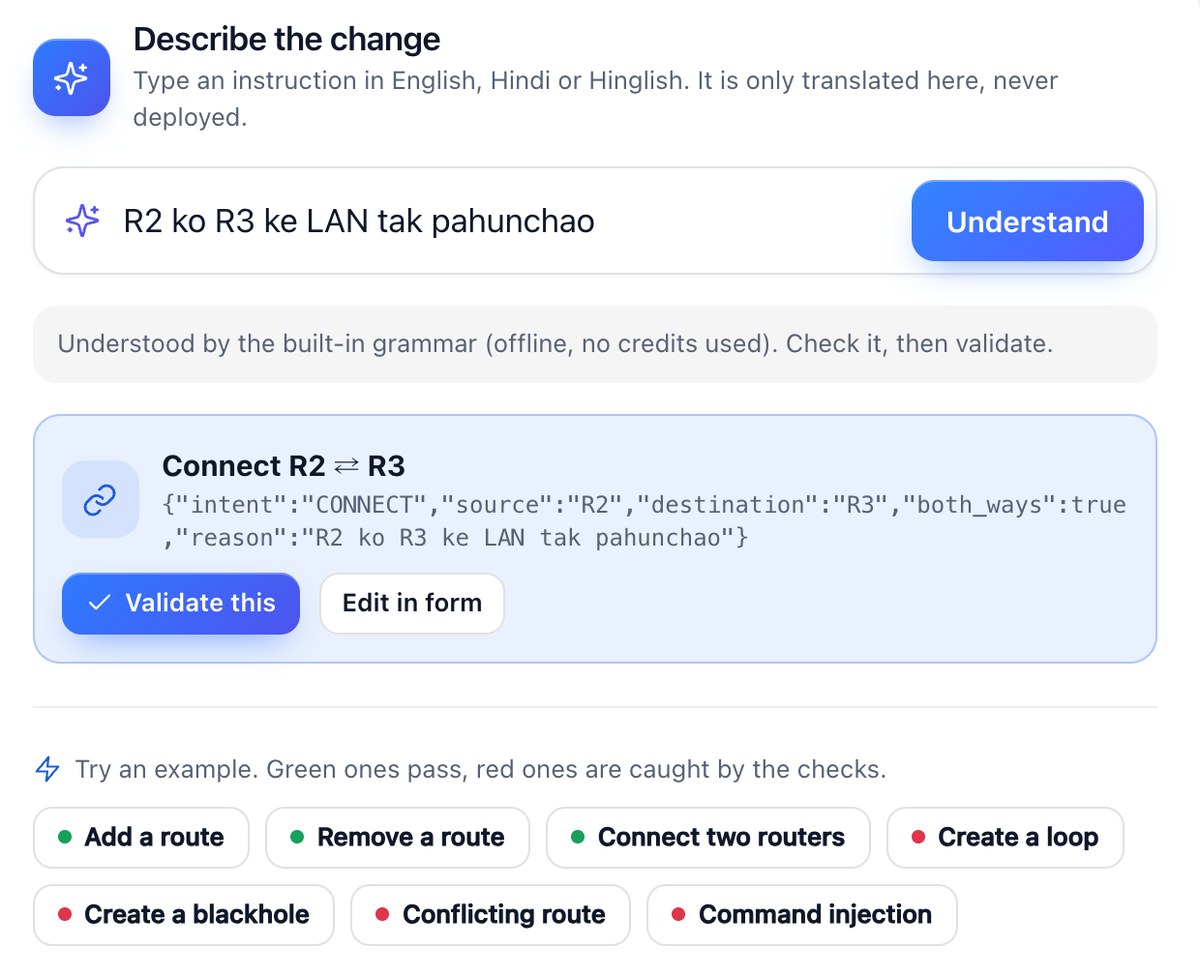 Describe the change
Type an instruction in English, Hindi or Hinglish. It is only translated here, never
deployed.
R2 ko R3 ke LAN tak pahunchao
Understand
Understood by the built-in grammar (offline, no credits used). Check it, then validate.
Connect R2 ⇄ R3
{"intent":"CONNECT","source":"R2","destination":"R3","both_ways":true
,"reason":"R2 ko R3 ke LAN tak pahunchao"}
Validate this
Edit in form
Try an example. Green ones pass, red ones are caught by the checks.
Add a route
Remove a route
Connect two routers
Create a loop
Create a blackhole
Conflicting route
Command injection